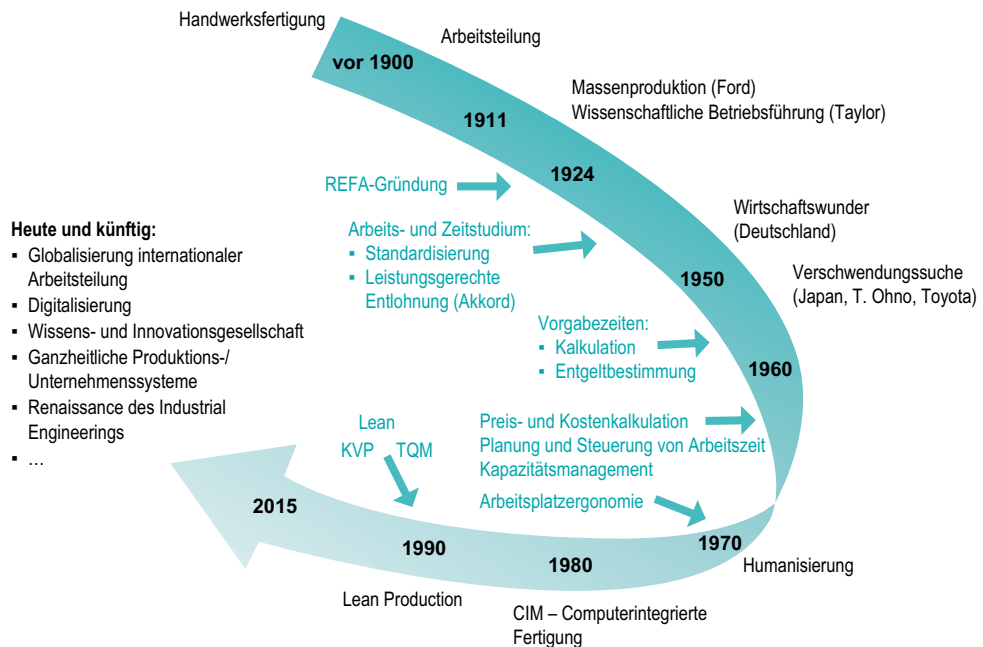 Handwerksfertigung
Arbeitsteilung
vor 1900
Massenproduktion (Ford)
Wissenschaftliche Betriebsführung (Taylor)
1911
1924
REFA-Gründung
Arbeits- und Zeitstudium:
▪ Standardisierung
▪ Leistungsgerechte
Entlohnung (Akkord)
Wirtschaftswunder
(Deutschland)
1950
Verschwendungssuche
(Japan, T. Ohno, Toyota)
Vorgabezeiten:
▪ Kalkulation
▪ Entgeltbestimmung
1960
Preis- und Kostenkalkulation
Planung und Steuerung von Arbeitszeit
Kapazitätsmanagement
Arbeitsplatzergonomie
1970
Humanisierung
1980
CIM – Computerintegrierte
Fertigung
Lean
KVP TQM
1990
Lean Production
2015
Heute und künftig:
▪ Globalisierung internationaler
Arbeitsteilung
▪ Digitalisierung
▪ Wissens- und Innovationsgesellschaft
▪ Ganzheitliche Produktions-/
Unternehmenssysteme
▪ Renaissance des Industrial
Engineerings
▪ …